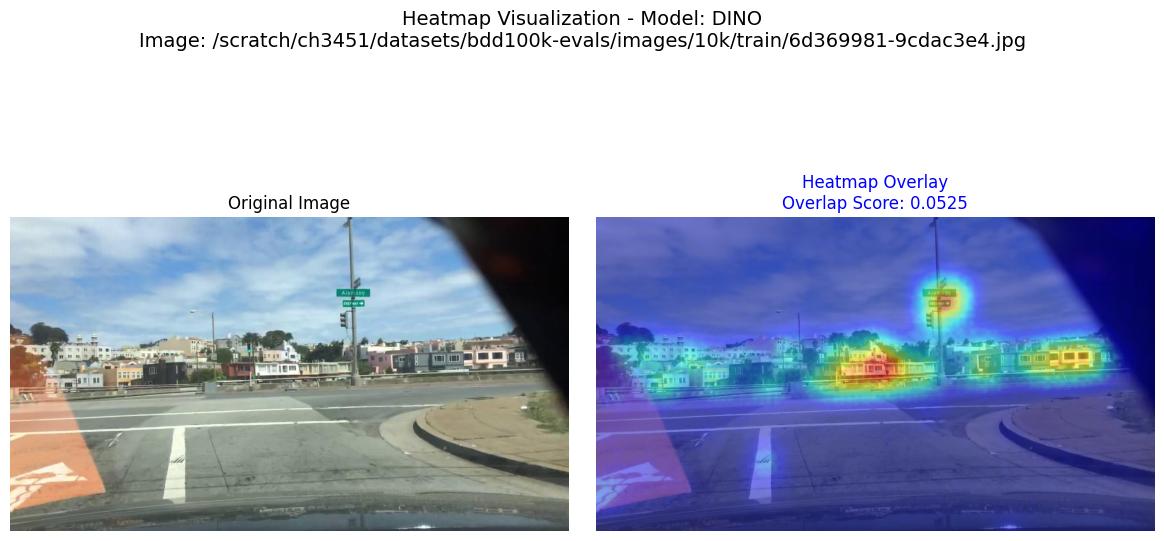 Heatmap Visualization - Model: DINO
Image: /scratch/ch3451/datasets/bdd100k-evals/images/10k/train/6d369981-9cdac3e4.jpg
Original Image
Heatmap Overlay
Overlap Score: 0.0525